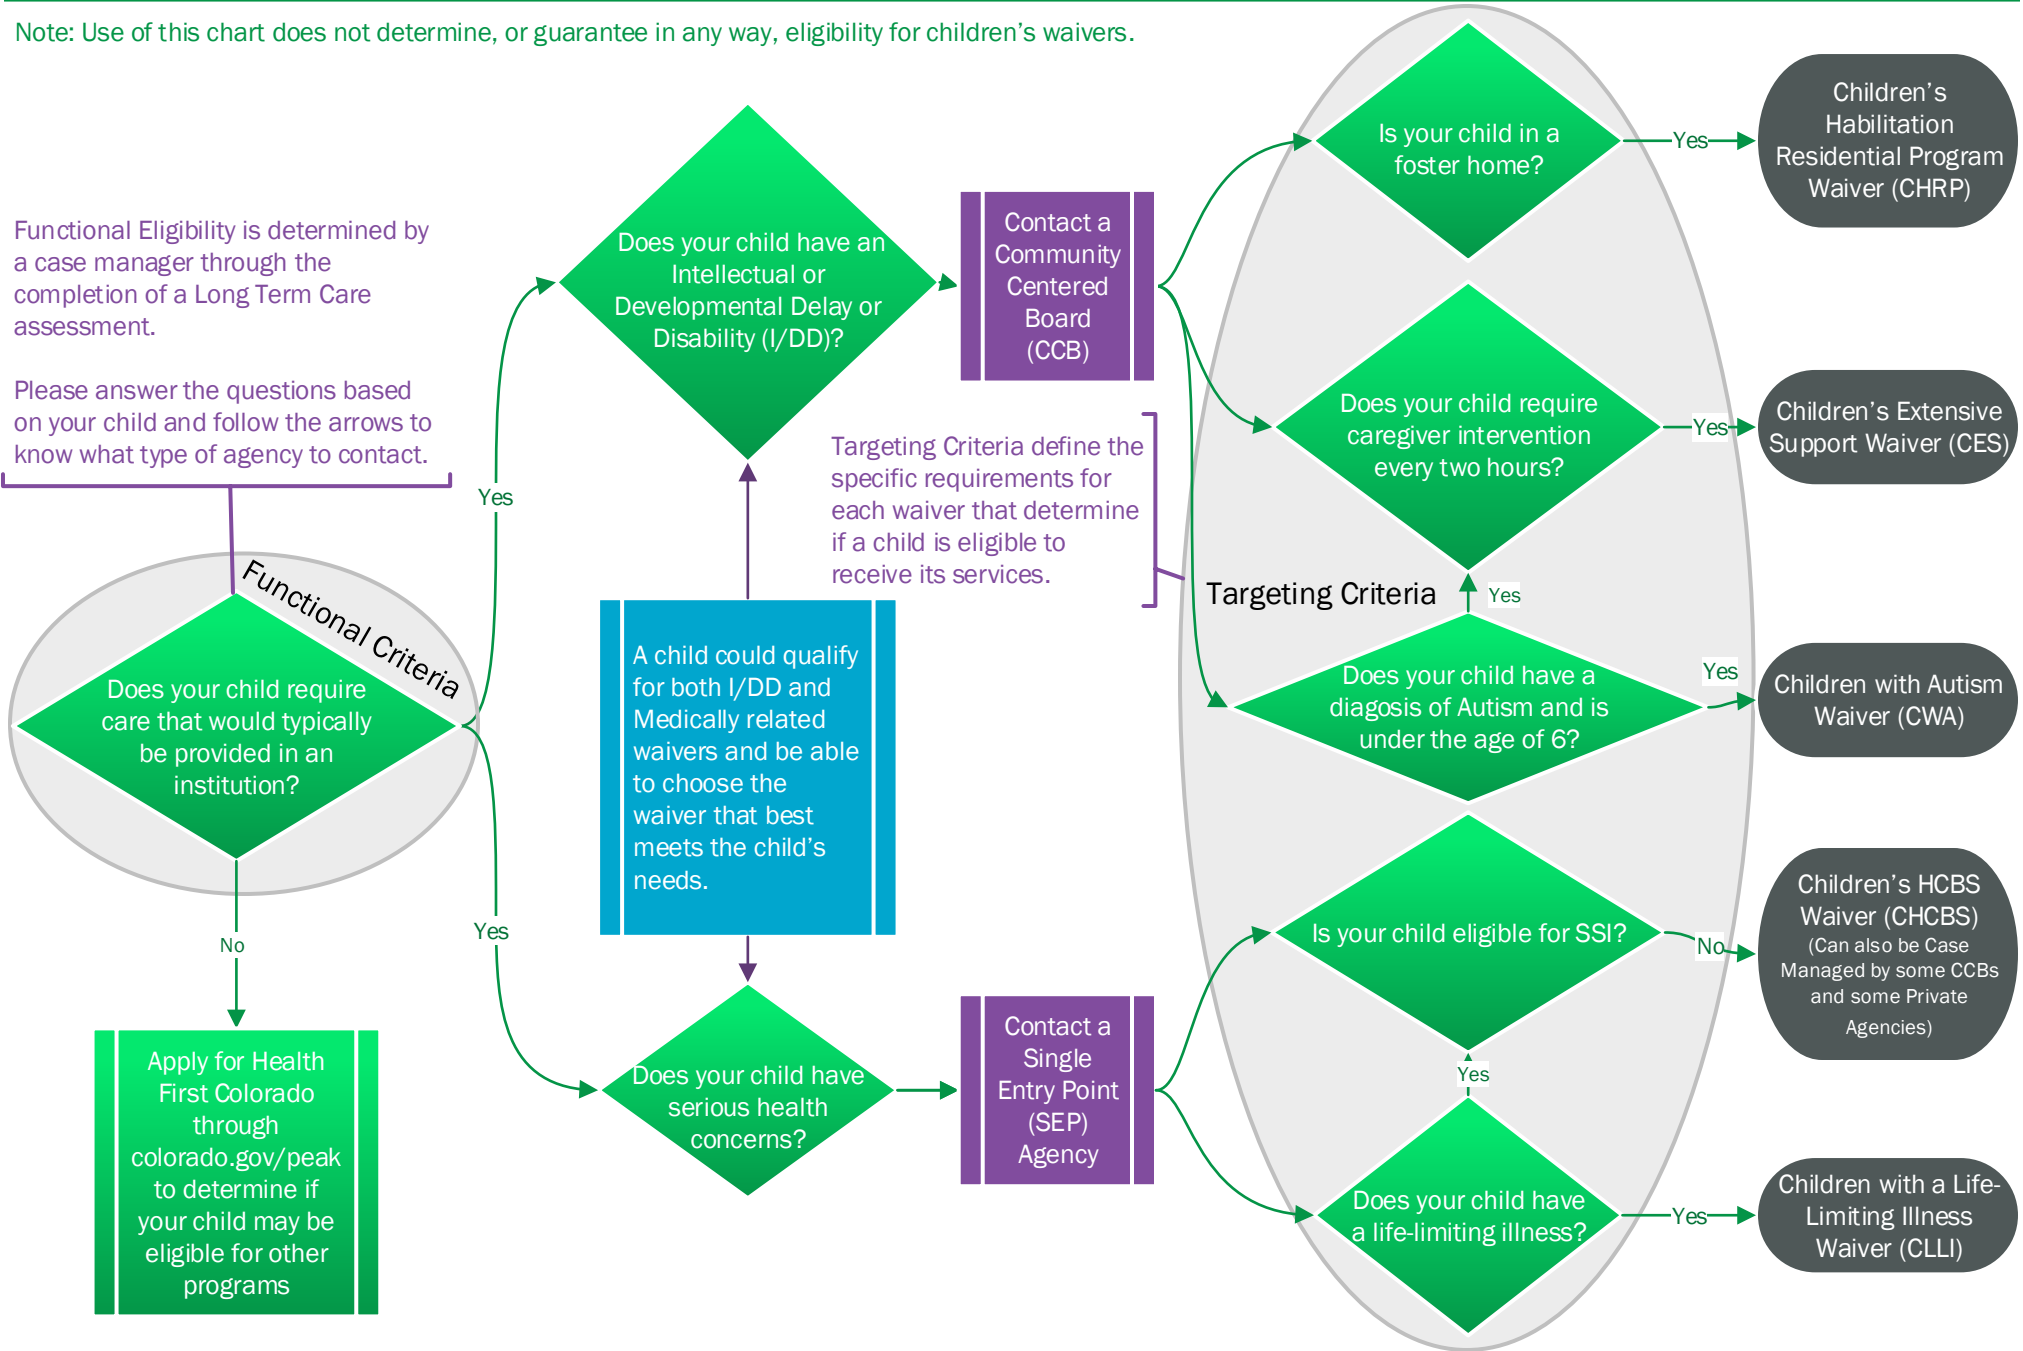 Note: Use of this chart does not determine, or guarantee in any way, eligibility for children’s waivers.
Functional Eligibility is determined by
a case manager through the
completion of a Long Term Care
assessment.
Please answer the questions based
on your child and follow the arrows to
know what type of agency to contact.
Functional Criteria
Does your child require
care that would typically
be provided in an
institution?
No
Apply for Health
First Colorado
through
colorado.gov/peak
to determine if
your child may be
eligible for other
programs
Yes
Yes
Does your child have an
Intellectual or
Developmental Delay or
Disability (I/DD)?
A child could qualify
for both I/DD and
Medically related
waivers and be able
to choose the
waiver that best
meets the child’s
needs.
Does your child have
serious health
concerns?
Contact a
Community
Centered
Board
(CCB)
Targeting Criteria define the
specific requirements for
each waiver that determine
if a child is eligible to
receive its services.
Contact a
Single
Entry Point
(SEP)
Agency
Targeting Criteria
Is your child in a
foster home?
Yes
Children’s
Habilitation
Residential Program
Waiver (CHRP)
Does your child require
caregiver intervention
every two hours?
Yes
Children’s Extensive
Support Waiver (CES)
Yes
Does your child have a
diagosis of Autism and is
under the age of 6?
Yes
Children with Autism
Waiver (CWA)
Is your child eligible for SSI?
No
Children’s HCBS
Waiver (CHCBS)
(Can also be Case
Managed by some CCBs
and some Private
Agencies)
Yes
Does your child have
a life-limiting illness?
Yes
Children with a Life-
Limiting Illness
Waiver (CLLI)